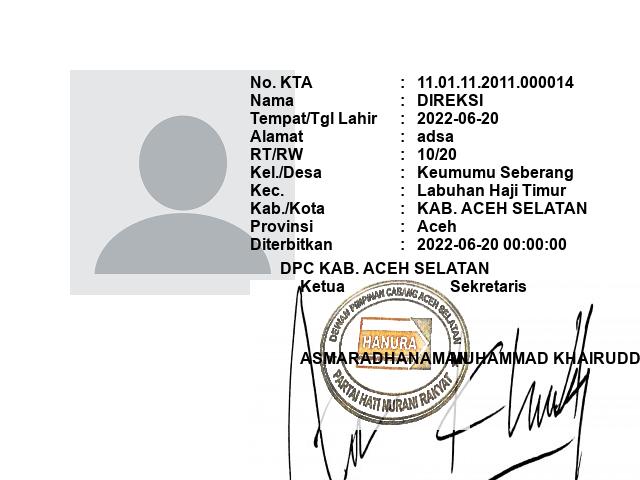 No. KTA : 11.01.11.2011.000014
Nama : DIREKSI
Tempat/Tgl Lahir : 2022-06-20
Alamat : adsa
RT/RW : 10/20
Kel./Desa : Keumumu Seberang
Kec. : Labuhan Haji Timur
Kab./Kota : KAB. ACEH SELATAN
Provinsi : Aceh
Diterbitkan : 2022-06-20 00:00:00
DPC KAB. ACEH SELATAN
Ketua Sekretaris
DEWAN PIMPINAN CABANG ACEH SELATAN
HANURA
ASMARADHANAMAN MUHAMMAD KHAIRUDD
PARTAI HATI NURANI RAKYAT